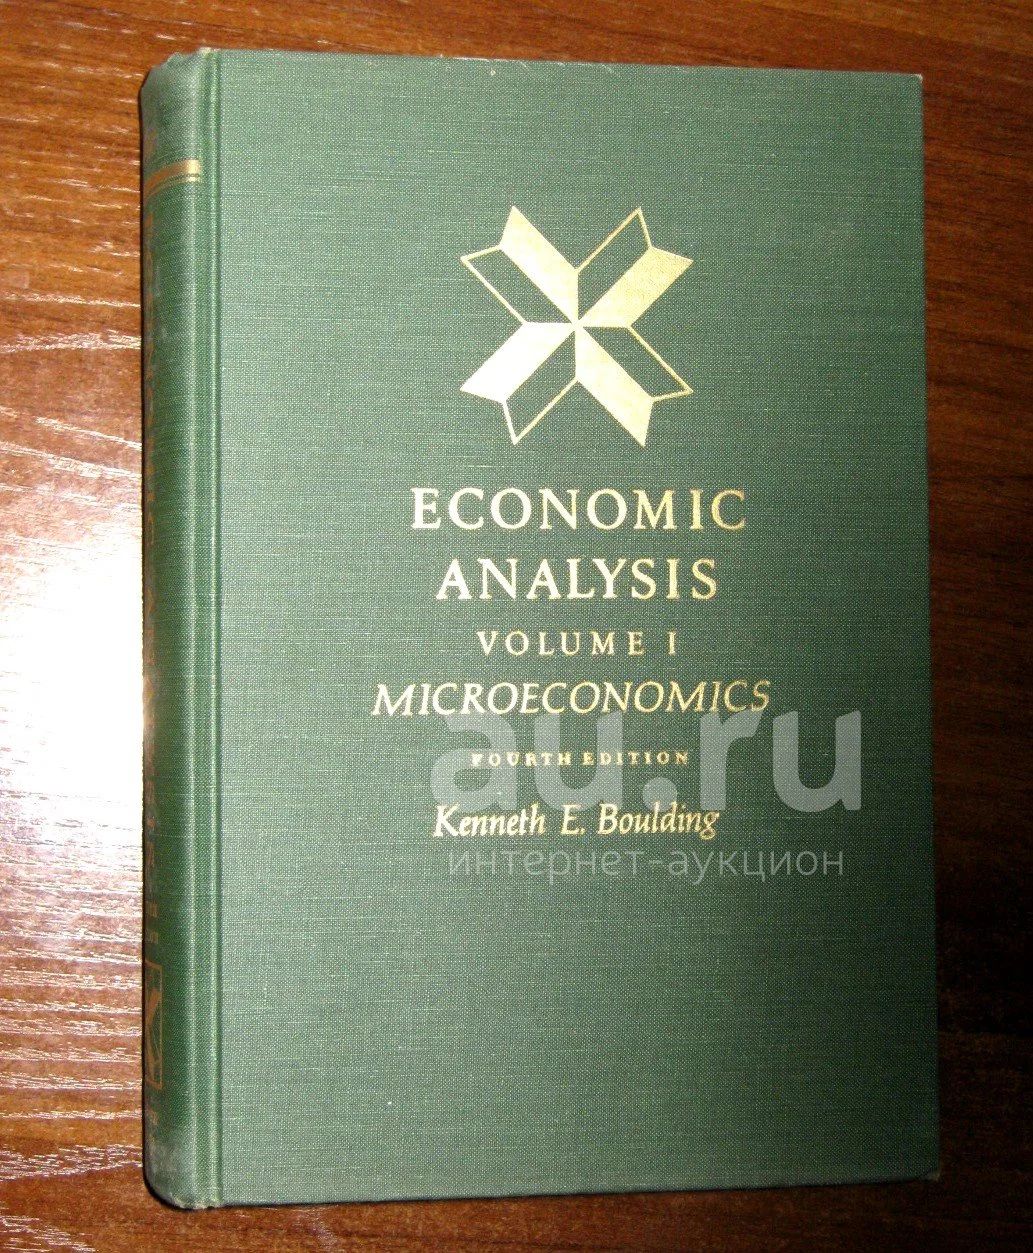 ECONOMIC
ANALYSIS
VOLUME I
MICROECONOMICS
FOURTH EDITION
Kenneth E. Boulding
au.ru
интернет-аукцион